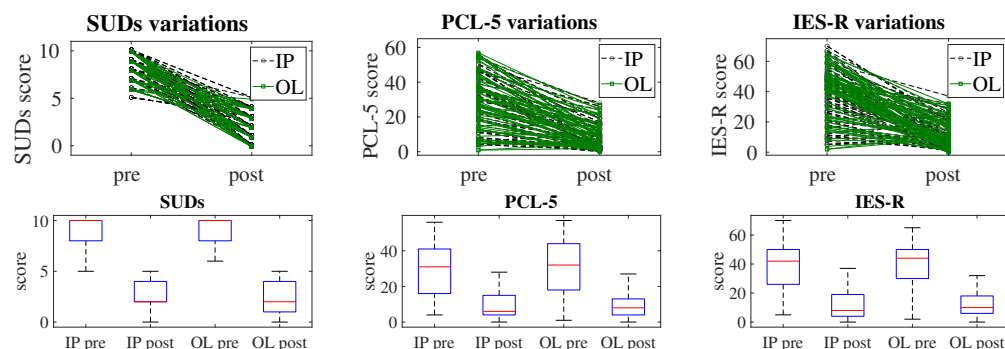 SUDs variations
SUDs score
10
5
0
pre
post
IP
OL
PCL-5 variations
PCL-5 score
60
40
20
0
pre
post
IP
OL
IES-R variations
IES-R score
60
40
20
0
pre
post
IP
OL
SUDs
score
10
5
0
IP pre
IP post
OL pre
OL post
PCL-5
score
40
20
0
IP pre
IP post
OL pre
OL post
IES-R
score
60
40
20
0
IP pre
IP post
OL pre
OL post